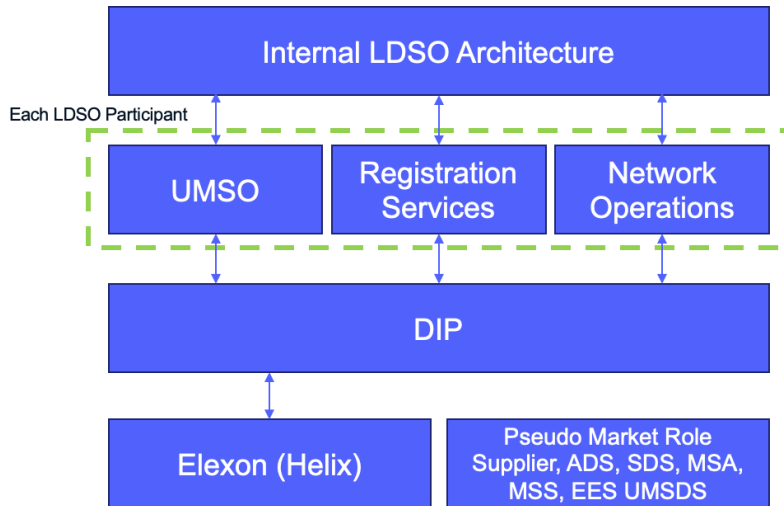 Internal LDSO Architecture
Each LDSO Participant
UMSO
Registration
Services
Network
Operations
DIP
Elexon (Helix)
Pseudo Market Role
Supplier, ADS, SDS, MSA,
MSS, EES UMSDS